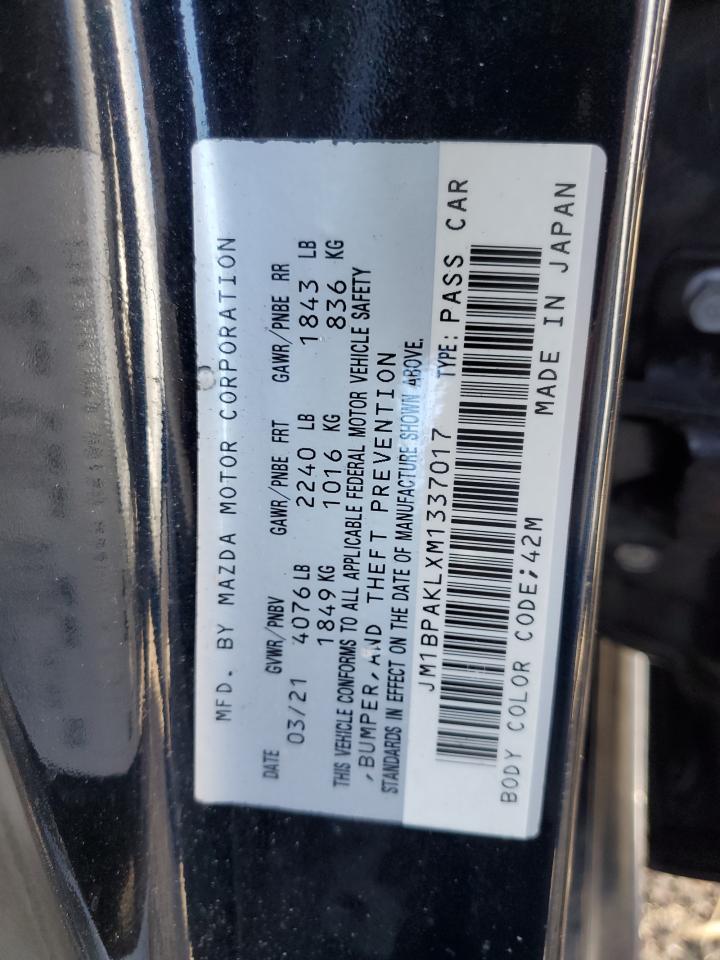 MFD. BY MAZDA MOTOR CORPORATION
DATE GVWR/PNBV GAWR/PNBE FRT GAWR/PNBE RR
03/21 4076 LB 2240 LB 1843 LB
1849 KG 1016 KG 836 KG
THIS VEHICLE CONFORMS TO ALL APPLICABLE FEDERAL MOTOR VEHICLE SAFETY
,BUMPER,AND THEFT PREVENTION
STANDARDS IN EFFECT ON THE DATE OF MANUFACTURE SHOWN ABOVE.
JM1BPAKLXM1337017 TYPE: PASS CAR
BODY COLOR CODE;42M MADE IN JAPAN